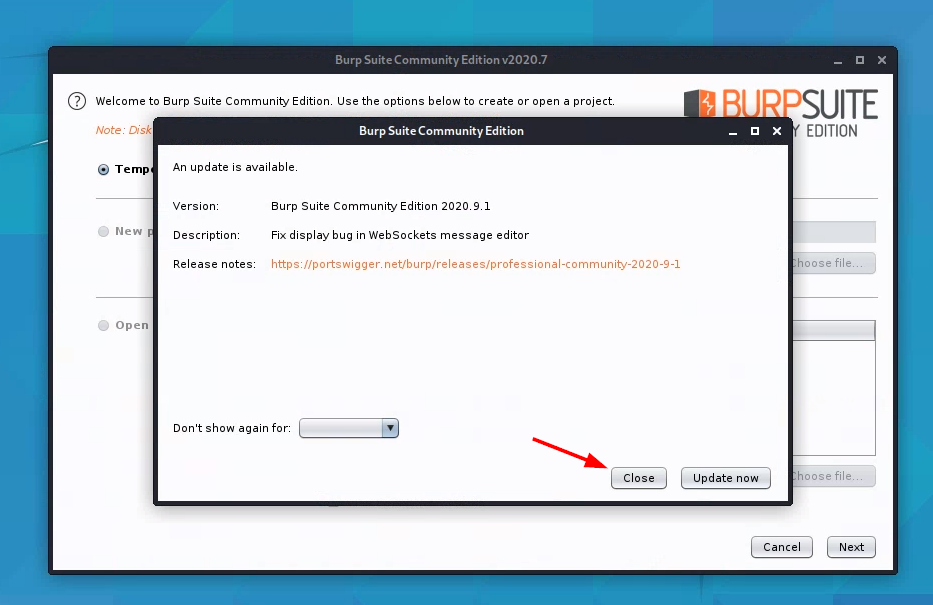 Burp Suite Community Edition v2020.7
? Welcome to Burp Suite Community Edition. Use the options below to create or open a project.
BURPSUITE
Y EDITION
Note: Disk
Tempo
New p
Choose file...
Open
Choose file...
Burp Suite Community Edition
An update is available.
Version: Burp Suite Community Edition 2020.9.1
Description: Fix display bug in WebSockets message editor
Release notes: https://portswigger.net/burp/releases/professional-community-2020-9-1
Don't show again for:
Close Update now
Cancel Next